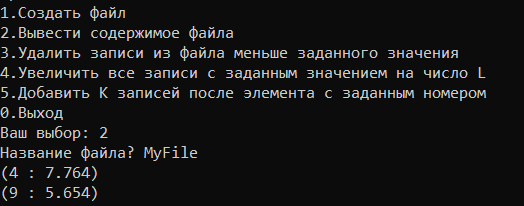 1.Создать файл
2.Вывести содержимое файла
3.Удалить записи из файла меньше заданного значения
4.Увеличить все записи с заданным значением на число L
5.Добавить K записей после элемента с заданным номером
0.Выход
Ваш выбор: 2
Название файла? MyFile
(4 : 7.764)
(9 : 5.654)